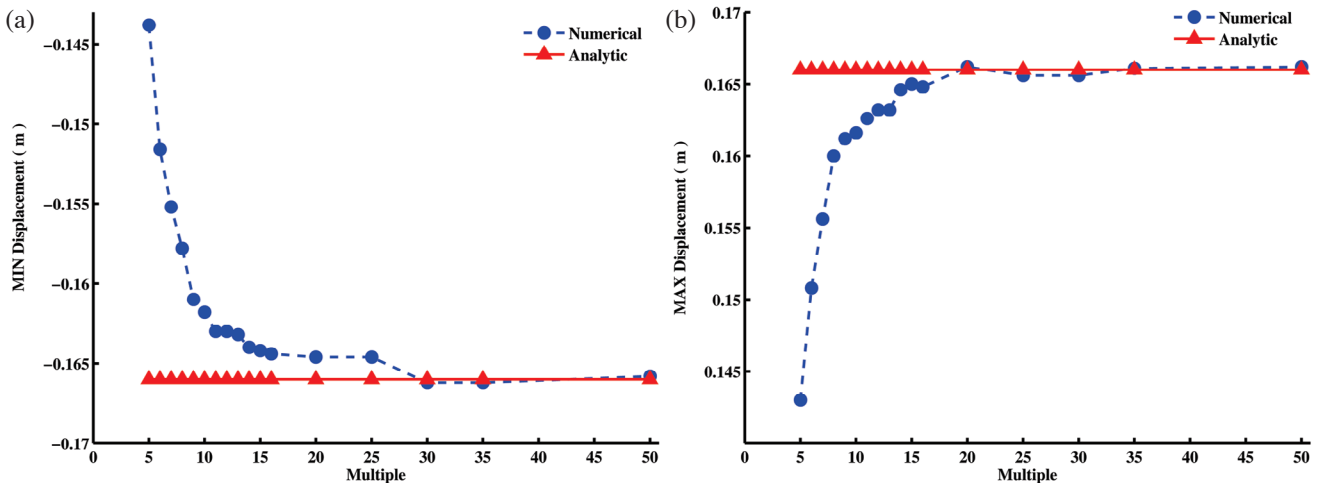 (a)
Numerical
Analytic
MIN Displacement ( m )
−0.145
−0.15
−0.155
−0.16
−0.165
−0.17
0 5 10 15 20 25 30 35 40 45 50
Multiple
(b)
Numerical
Analytic
MAX Displacement ( m )
0.17
0.165
0.16
0.155
0.15
0.145
0 5 10 15 20 25 30 35 40 45 50
Multiple